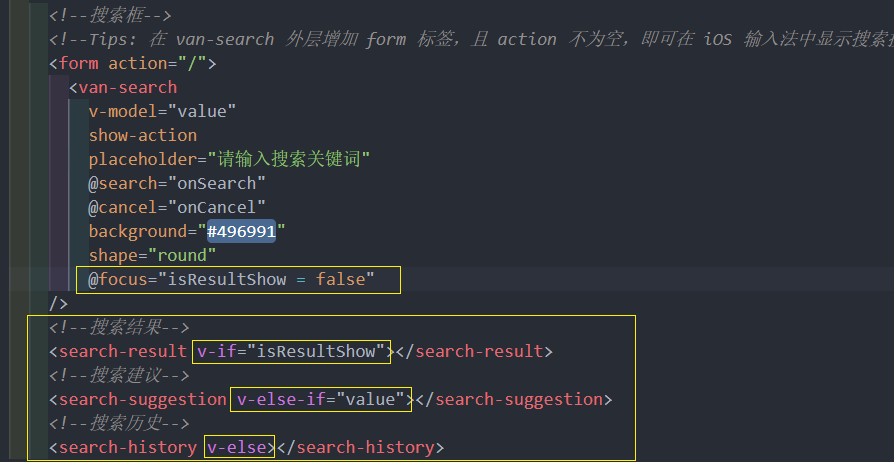 <!--搜索框-->
<!--Tips: 在 van-search 外层增加 form 标签，且 action 不为空，即可在 iOS 输入法中显示搜索
<form action="/">
<van-search
v-model="value"
show-action
placeholder="请输入搜索关键词"
@search="onSearch"
@cancel="onCancel"
background="#496991"
shape="round"
@focus="isResultShow = false"
/>
<!--搜索结果-->
<search-result v-if="isResultShow"></search-result>
<!--搜索建议-->
<search-suggestion v-else-if="value"></search-suggestion>
<!--搜索历史-->
<search-history v-else></search-history>